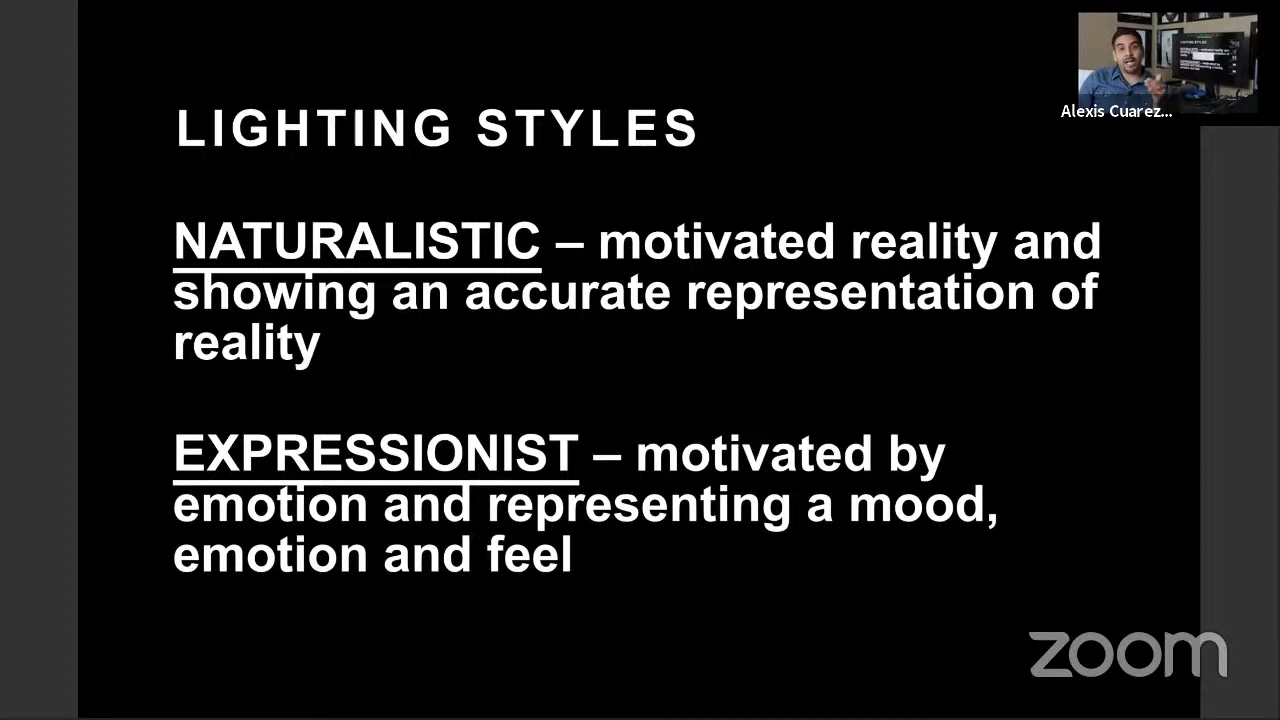 LIGHTING STYLES
NATURALISTIC – motivated reality and
showing an accurate representation of
reality
EXPRESSIONIST – motivated by
emotion and representing a mood,
emotion and feel
Alexis Cuarez...
zoom